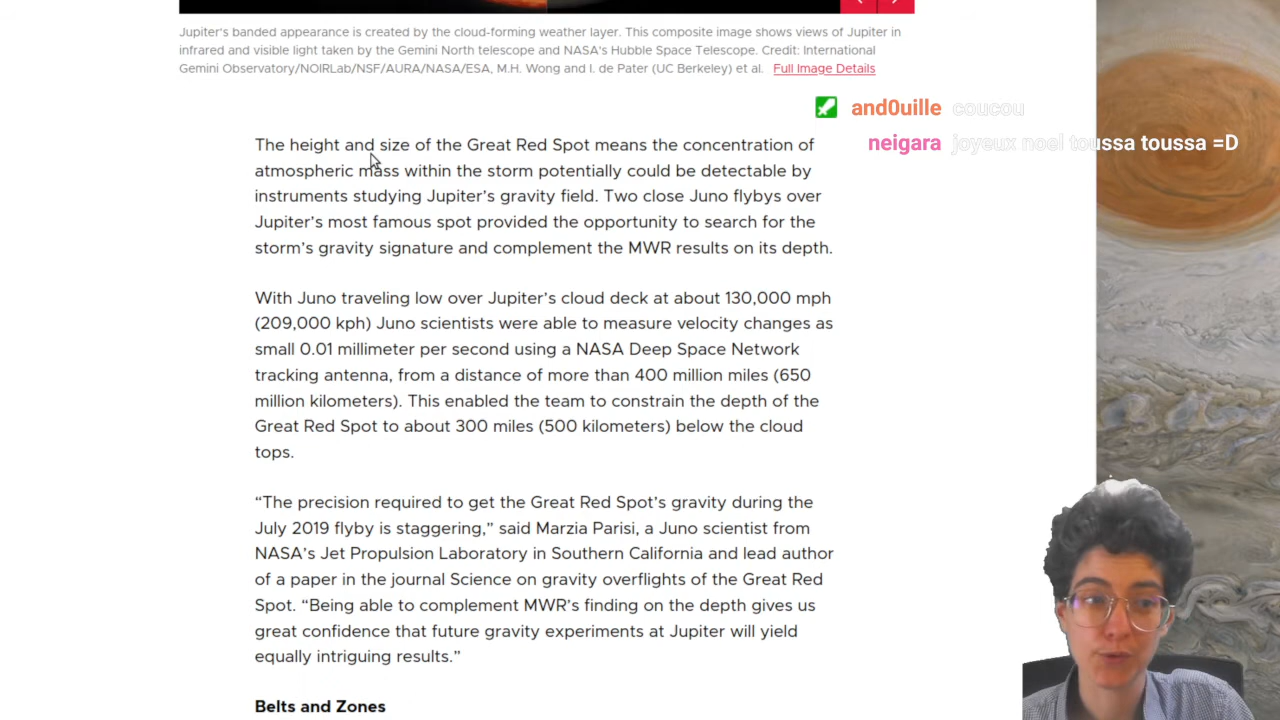 Jupiter's banded appearance is created by the cloud-forming weather layer. This composite image shows views of Jupiter in
infrared and visible light taken by the Gemini North telescope and NASA's Hubble Space Telescope. Credit: International
Gemini Observatory/NOIRLab/NSF/AURA/NASA/ESA, M.H. Wong and I. de Pater (UC Berkeley) et al. Full Image Details
and0uille coucou
neigara joyeux noel toussa toussa =D
The height and size of the Great Red Spot means the concentration of
atmospheric mass within the storm potentially could be detectable by
instruments studying Jupiter’s gravity field. Two close Juno flybys over
Jupiter’s most famous spot provided the opportunity to search for the
storm’s gravity signature and complement the MWR results on its depth.
With Juno traveling low over Jupiter’s cloud deck at about 130,000 mph
(209,000 kph) Juno scientists were able to measure velocity changes as
small 0.01 millimeter per second using a NASA Deep Space Network
tracking antenna, from a distance of more than 400 million miles (650
million kilometers). This enabled the team to constrain the depth of the
Great Red Spot to about 300 miles (500 kilometers) below the cloud
tops.
“The precision required to get the Great Red Spot’s gravity during the
July 2019 flyby is staggering,” said Marzia Parisi, a Juno scientist from
NASA’s Jet Propulsion Laboratory in Southern California and lead author
of a paper in the journal Science on gravity overflights of the Great Red
Spot. “Being able to complement MWR’s finding on the depth gives us
great confidence that future gravity experiments at Jupiter will yield
equally intriguing results.”
Belts and Zones